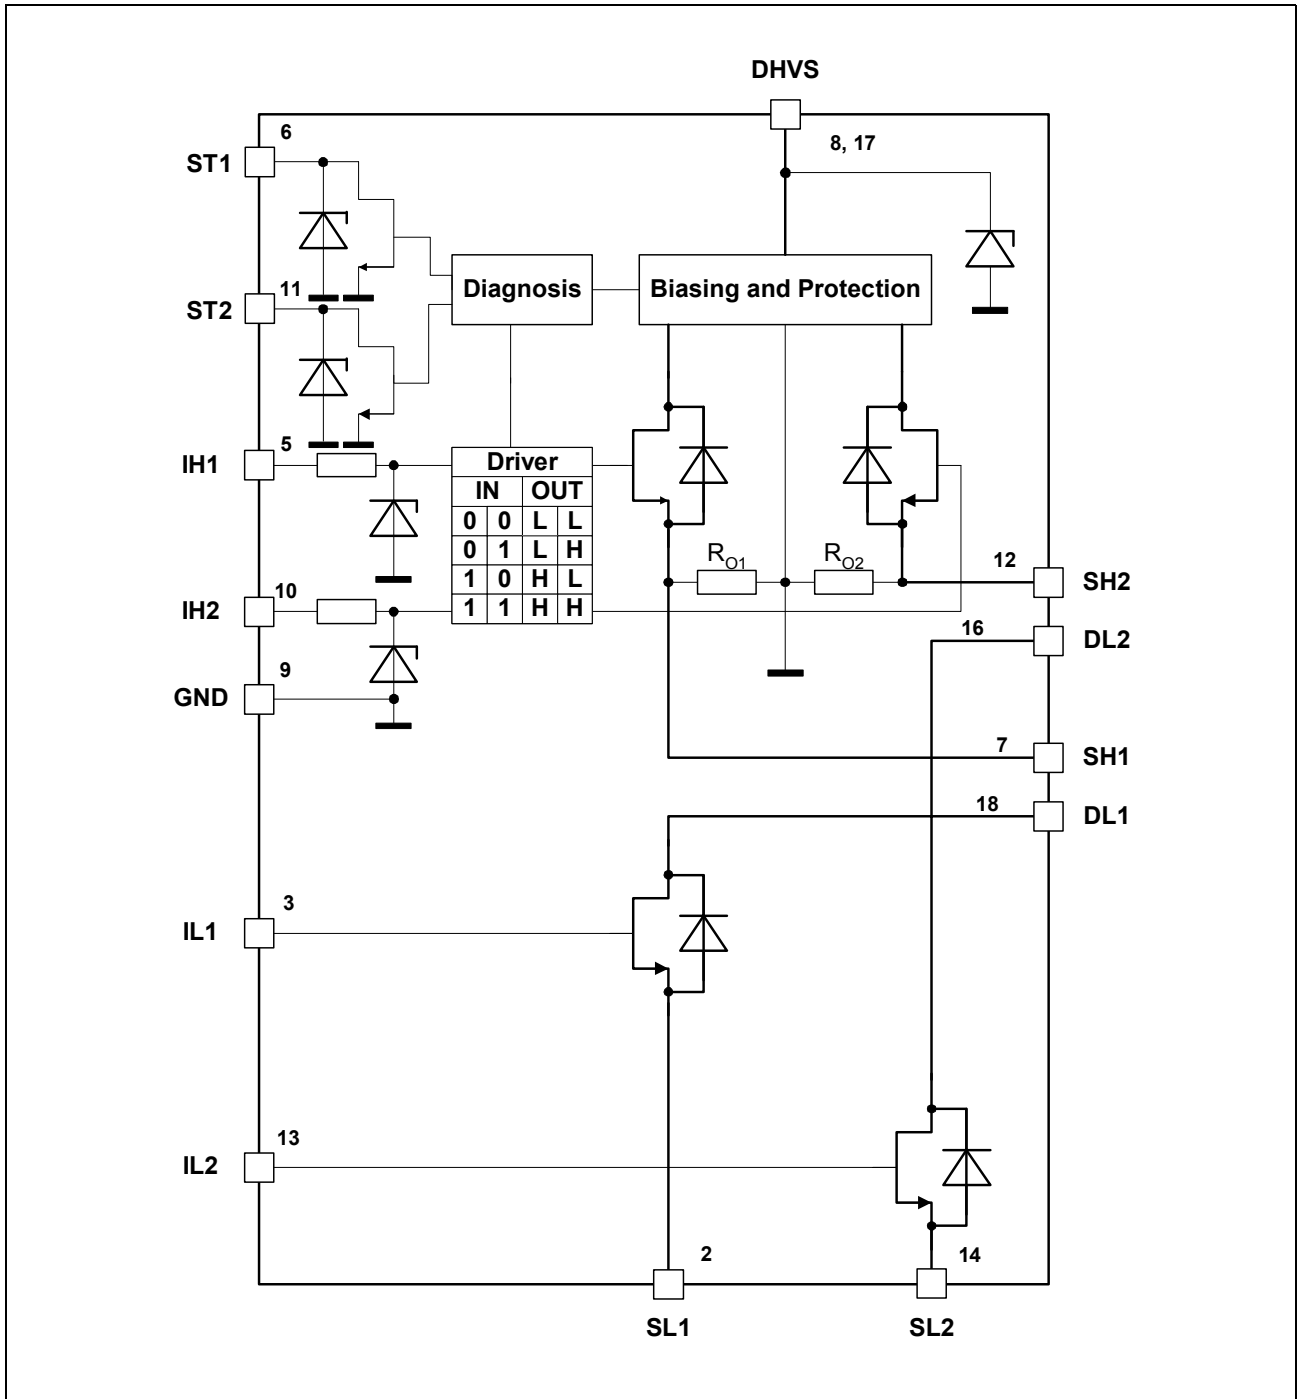 DHVS
8, 17
6
ST1
11
ST2
Diagnosis
Biasing and Protection
5
IH1
Driver
IN OUT
0 0 L L
0 1 L H
1 0 H L
1 1 H H
RO1
RO2
12
SH2
10
IH2
16
DL2
9
GND
7
SH1
18
DL1
3
IL1
13
IL2
2
14
SL1
SL2